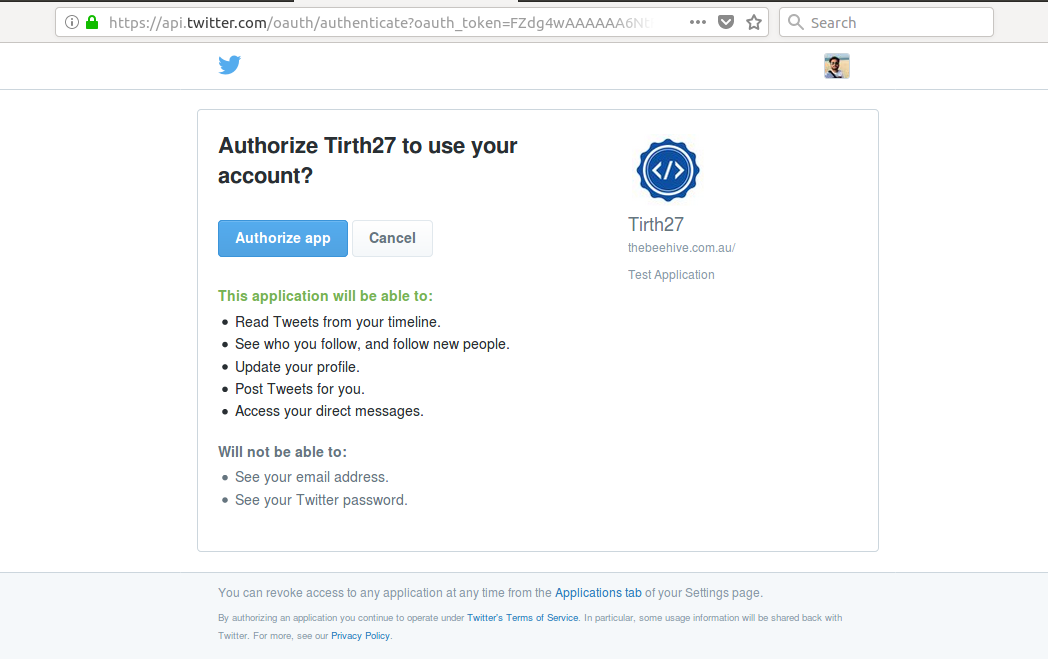 https://api.twitter.com/oauth/authenticate?oauth_token=FZdg4wAAAAAA6Nt
Search
Authorize Tirth27 to use your
account?
Authorize app
Cancel
</>
Tirth27
thebeehive.com.au/
Test Application
This application will be able to:
• Read Tweets from your timeline.
• See who you follow, and follow new people.
• Update your profile.
• Post Tweets for you.
• Access your direct messages.
Will not be able to:
• See your email address.
• See your Twitter password.
You can revoke access to any application at any time from the Applications tab of your Settings page.
By authorizing an application you continue to operate under Twitter's Terms of Service. In particular, some usage information will be shared back with
Twitter. For more, see our Privacy Policy.